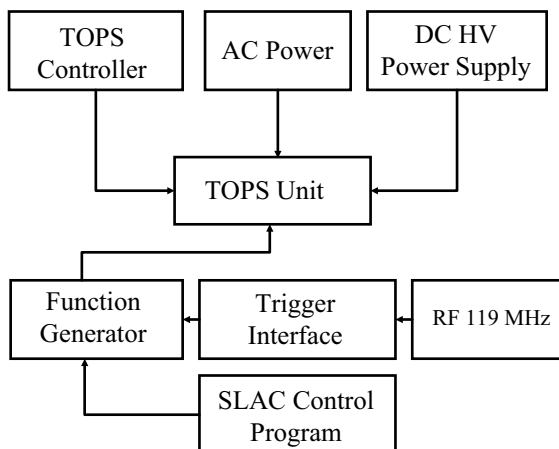 TOPS
Controller
AC Power
DC HV
Power Supply
TOPS Unit
Function
Generator
Trigger
Interface
RF 119 MHz
SLAC Control
Program